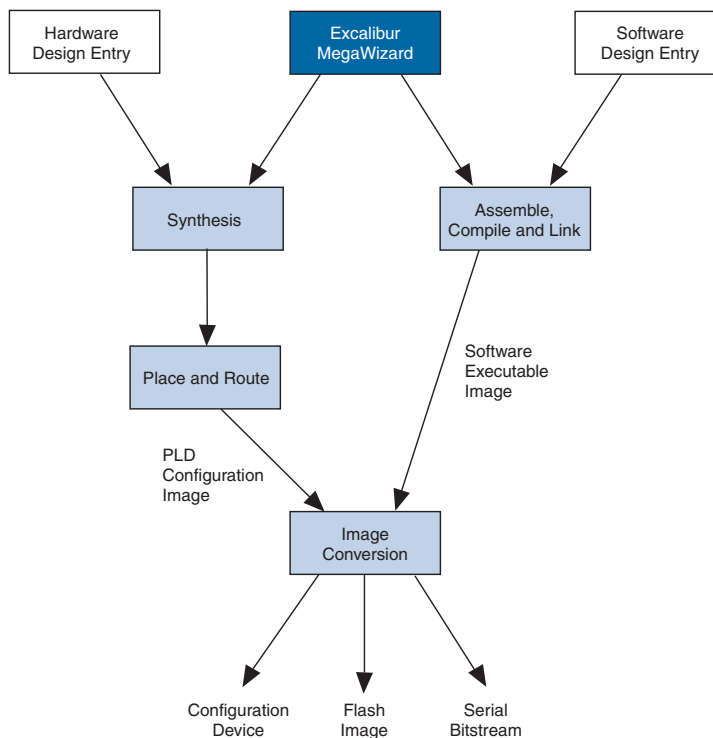 Hardware
Design Entry
Excalibur
MegaWizard
Software
Design Entry
Synthesis
Assemble,
Compile and Link
Place and Route
Software
Executable
Image
PLD
Configuration
Image
Image
Conversion
Configuration
Device
Flash
Image
Serial
Bitstream